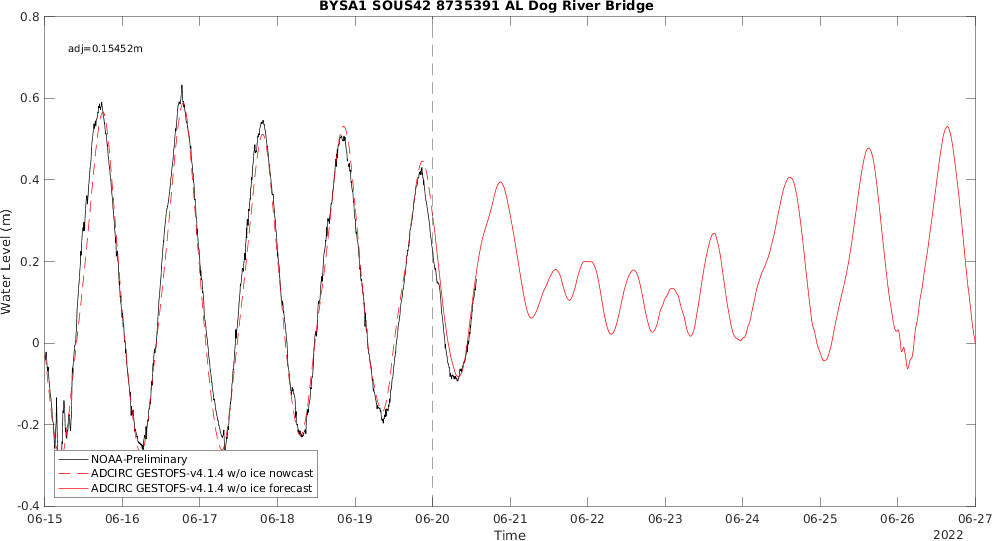 BYSA1 SOUS42 8735391 AL Dog River Bridge
adj=0.15452m
Water Level (m)
0.8
0.6
0.4
0.2
0
-0.2
-0.4
NOAA-Preliminary
ADCIRC GESTOFS-v4.1.4 w/o ice nowcast
ADCIRC GESTOFS-v4.1.4 w/o ice forecast
06-15 06-16 06-17 06-18 06-19 06-20 06-21 06-22 06-23 06-24 06-25 06-26 06-27
Time
2022